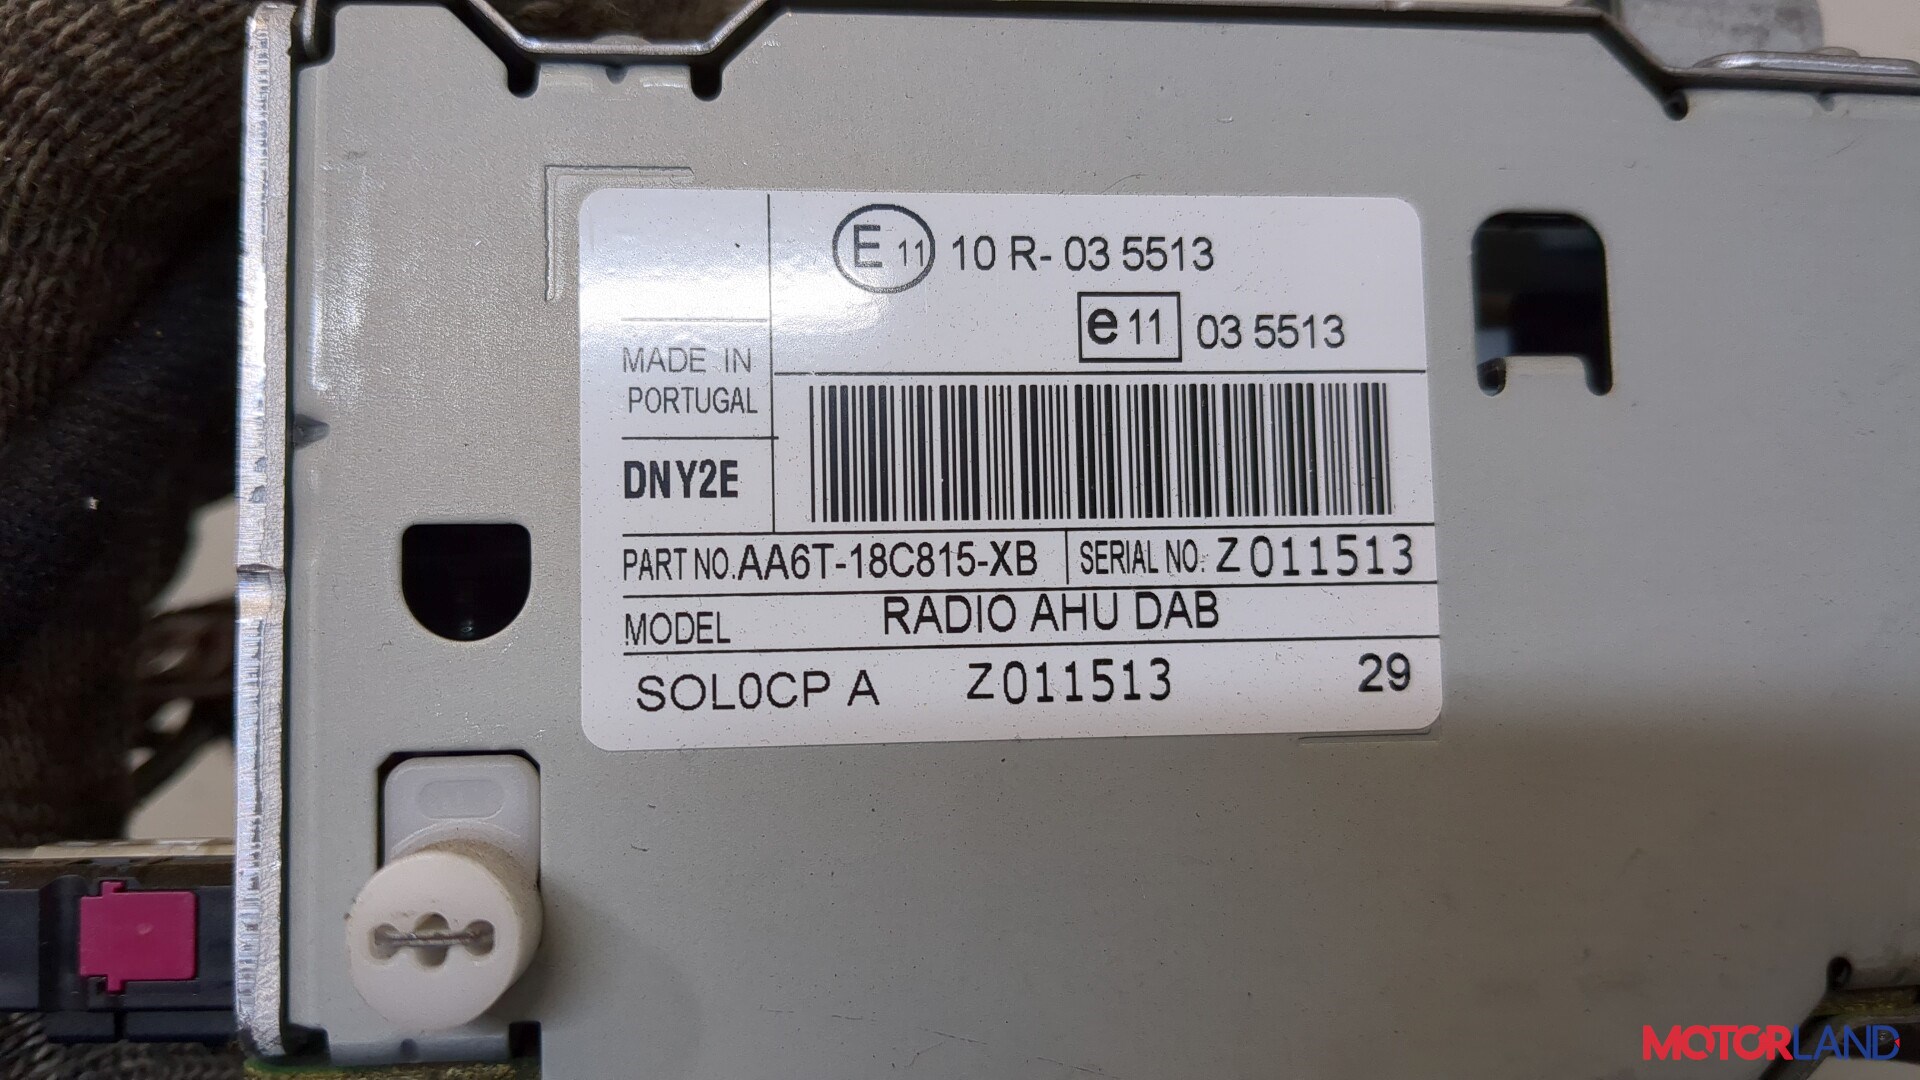 E 11 10 R- 03 5513
e 11 03 5513
MADE IN
PORTUGAL
DNY2E
PART NO. AA6T-18C815-XB SERIAL NO: Z011513
MODEL RADIO AHU DAB
SOL0CP A Z011513 29
MOTORLAND